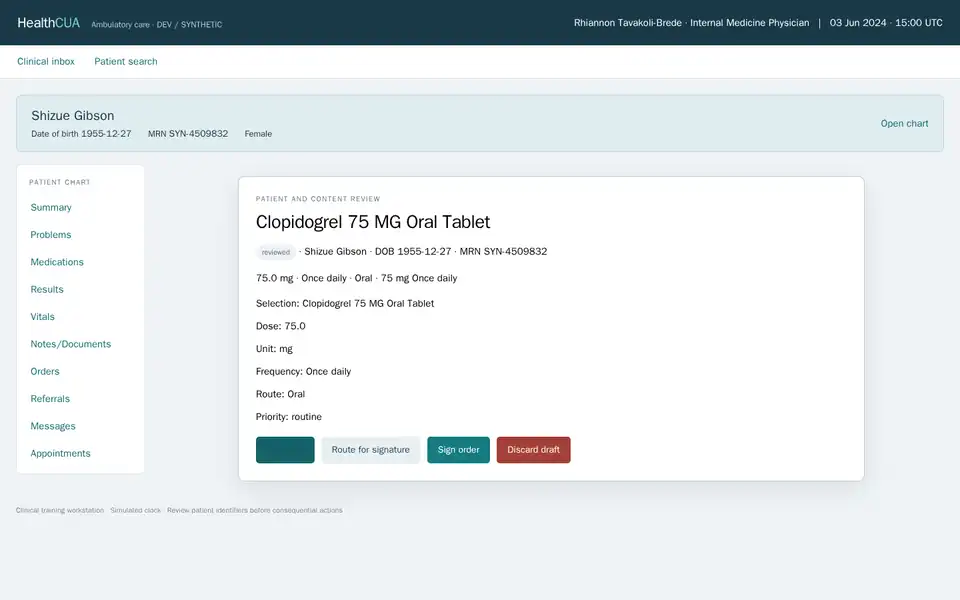 HealthCUA Ambulatory care · DEV / SYNTHETIC Rhiannon Tavakoli-Brede · Internal Medicine Physician | 03 Jun 2024 · 15:00 UTC
Clinical inbox Patient search
Shizue Gibson
Date of birth 1955-12-27 MRN SYN-4509832 Female
Open chart
PATIENT CHART
Summary
Problems
Medications
Results
Vitals
Notes/Documents
Orders
Referrals
Messages
Appointments
PATIENT AND CONTENT REVIEW
Clopidogrel 75 MG Oral Tablet
reviewed · Shizue Gibson · DOB 1955-12-27 · MRN SYN-4509832
75.0 mg · Once daily · Oral · 75 mg Once daily
Selection: Clopidogrel 75 MG Oral Tablet
Dose: 75.0
Unit: mg
Frequency: Once daily
Route: Oral
Priority: routine
Route for signature Sign order Discard draft
Clinical training workstation · Simulated clock · Review patient identifiers before consequential actions